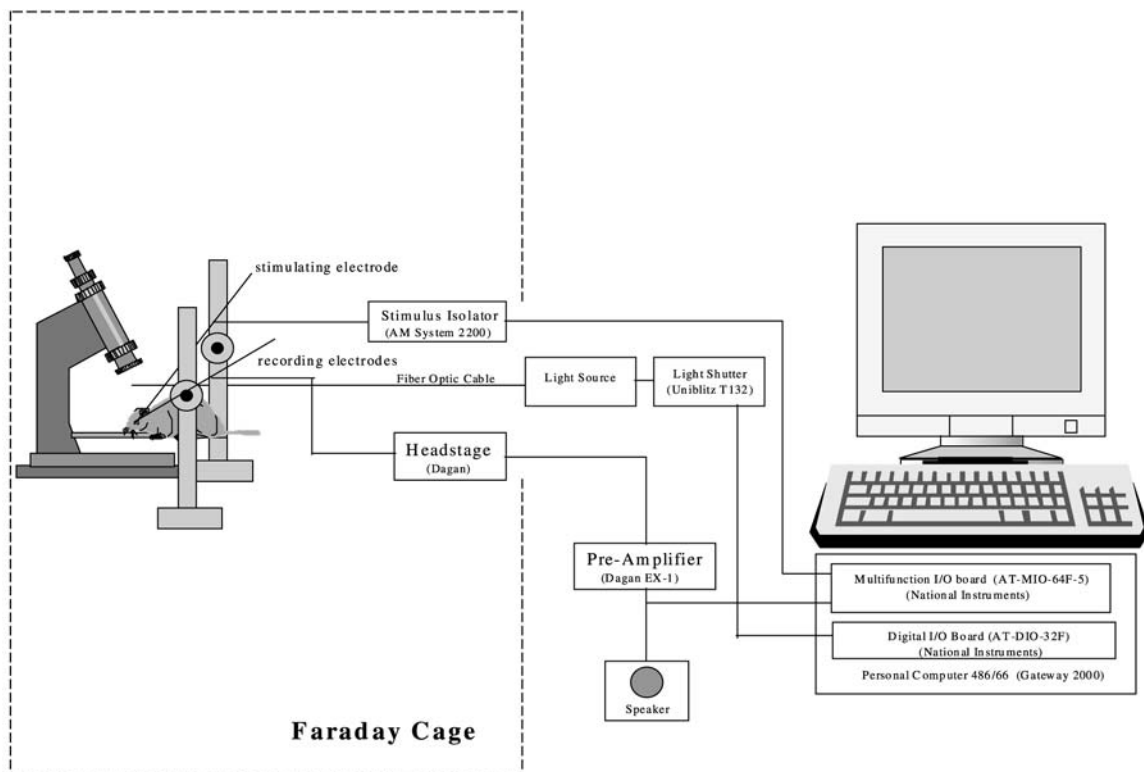 stimulating electrode
Stimulus Isolator
(AM System 2200)
recording electrodes
Fiber Optic Cable
Light Source
Light Shutter
(Uniblitz T132)
Headstage
(Dagan)
Pre-Amplifier
(Dagan EX-1)
Multifunction I/O board (AT-MIO-64F-5)
(National Instruments)
Digital I/O Board (AT-DIO-32F)
(National Instruments)
Personal Computer 486/66 (Gateway 2000)
Speaker
Faraday Cage